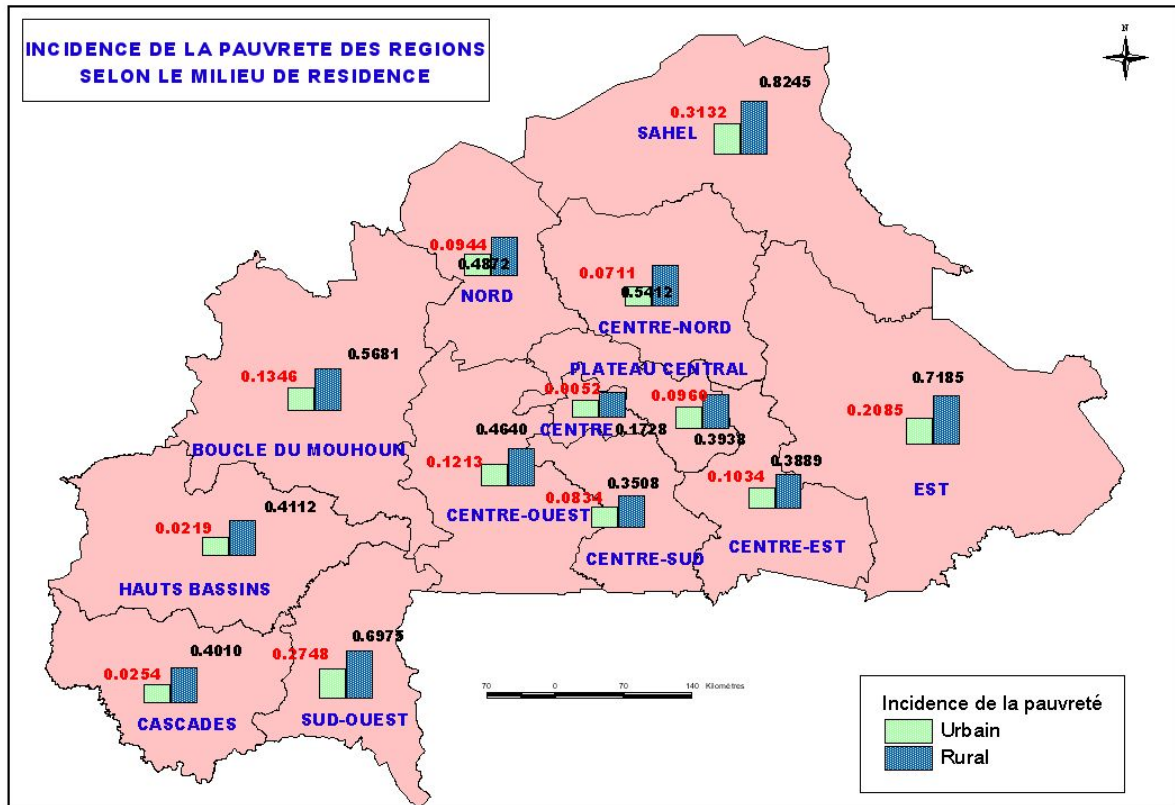 INCIDENCE DE LA PAUVRETE DES REGIONS
SELON LE MILIEU DE RESIDENCE
N
0.8245
0.3132
SAHEL
0.0944
0.4872
NORD
0.0711
0.5412
CENTRE-NORD
0.5681
0.1346
BOUCLE DU MOUHOUN
PLATEAU CENTRAL
0.0052
0.0960
CENTRE
0.1728
0.3938
0.7185
0.2085
EST
0.4640
0.1213
CENTRE-OUEST
0.3508
0.0834
CENTRE-SUD
0.3889
0.1034
CENTRE-EST
0.4112
0.0219
HAUTS BASSINS
0.4010
0.0254
CASCADES
0.6975
0.2748
SUD-OUEST
70 0 70 140 Kilomètres
Incidence de la pauvreté
Urbain
Rural